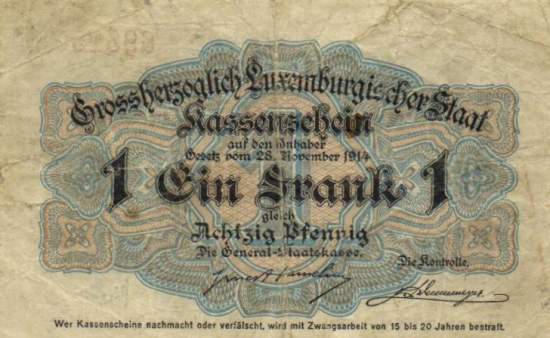 Grossherzoglich Luxemburgischer Staat
Kassenschein
auf den Inhaber
Gesetz vom 28. November 1914
1 Ein Frank 1
gleich
Achtzig Pfennig
Die General-Staatskasse.
Die Kontrolle.
Wer Kassenscheine nachmacht oder verfälscht, wird mit Zwangsarbeit von 15 bis 20 Jahren bestraft.